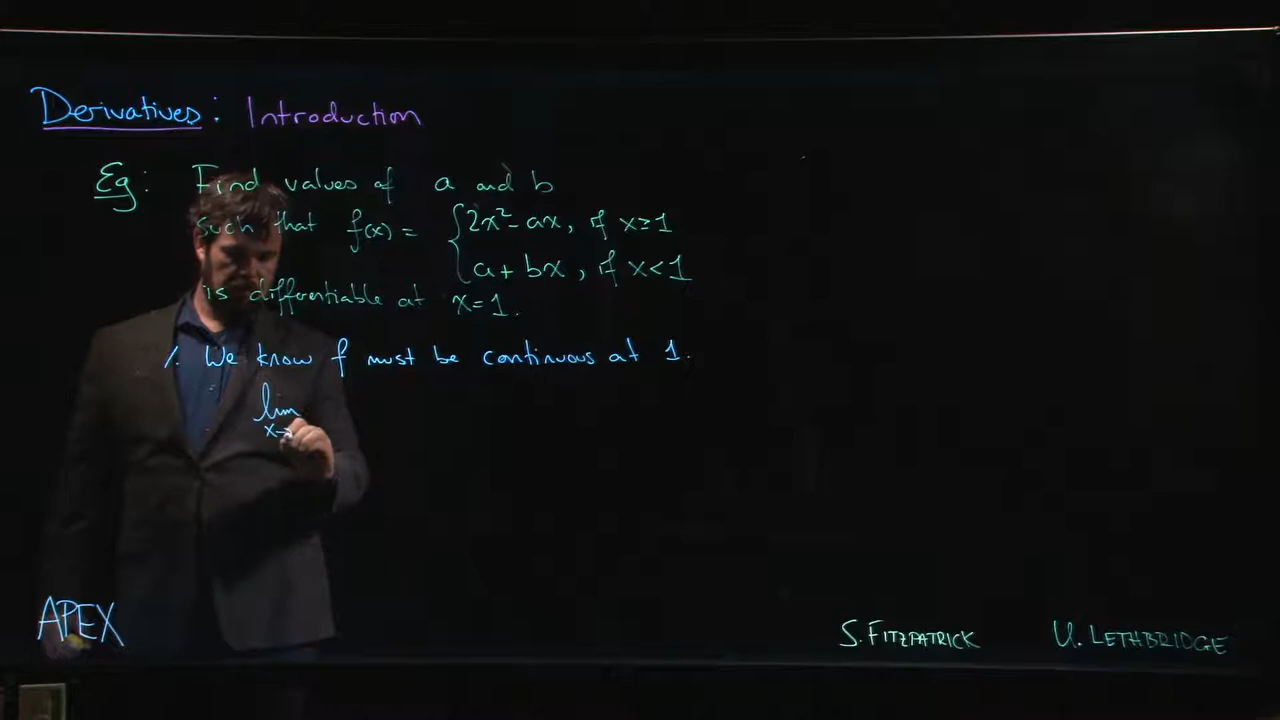 Derivatives: Introduction
Eg: Find values of a and b
such that f(x) = { 2x² - ax, if x ≥ 1
a + bx, if x < 1
is differentiable at x = 1.
1. We know f must be continuous at 1.
lim
x→
APEX
S. FITZPATRICK U. LETHBRIDGE